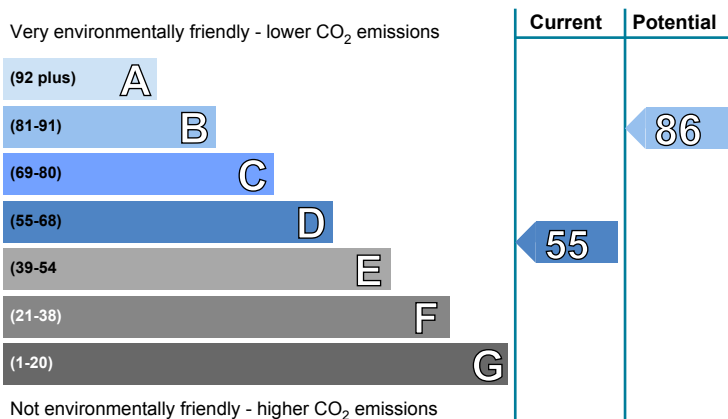 Current Potential
Very environmentally friendly - lower CO2 emissions
(92 plus) A
(81-91) B
86
(69-80) C
(55-68) D
55
(39-54 E
(21-38) F
(1-20) G
Not environmentally friendly - higher CO2 emissions